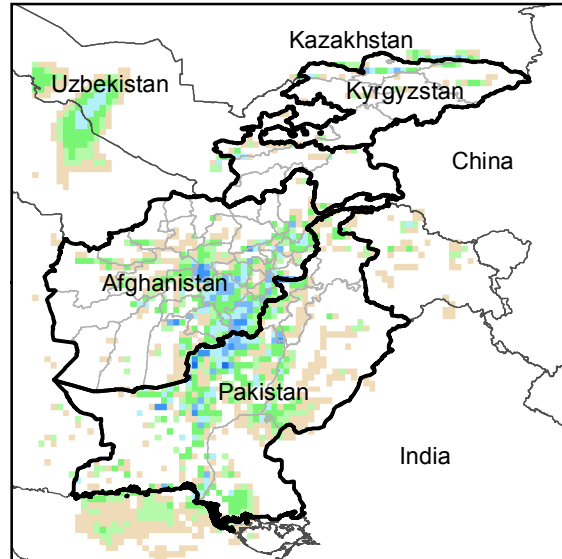 Kazakhstan
Uzbekistan
Kyrgyzstan
China
Afghanistan
Pakistan
India